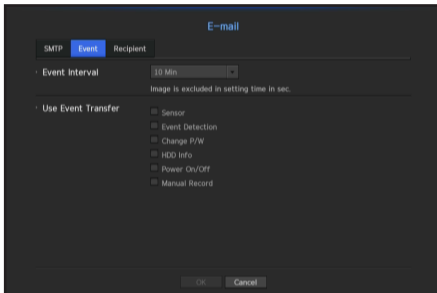 E-mail
SMTP Event Recipient
Event Interval 10 Min
Image is excluded in setting time in sec.
Use Event Transfer Sensor
Event Detection
Change P/W
HDD Info
Power On/Off
Manual Record
OK Cancel